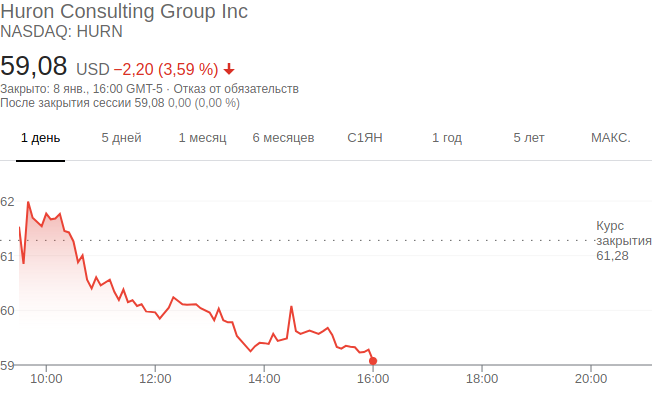 Huron Consulting Group Inc
NASDAQ: HURN
59,08 USD −2,20 (3,59 %)
Закрыто: 8 янв., 16:00 GMT-5 · Отказ от обязательств
После закрытия сессии 59,08 0,00 (0,00 %)
1 день 5 дней 1 месяц 6 месяцев С1ЯН 1 год 5 лет МАКС.
62
Курс
закрытия
61,28
61
60
59
10:00 12:00 14:00 16:00 18:00 20:00